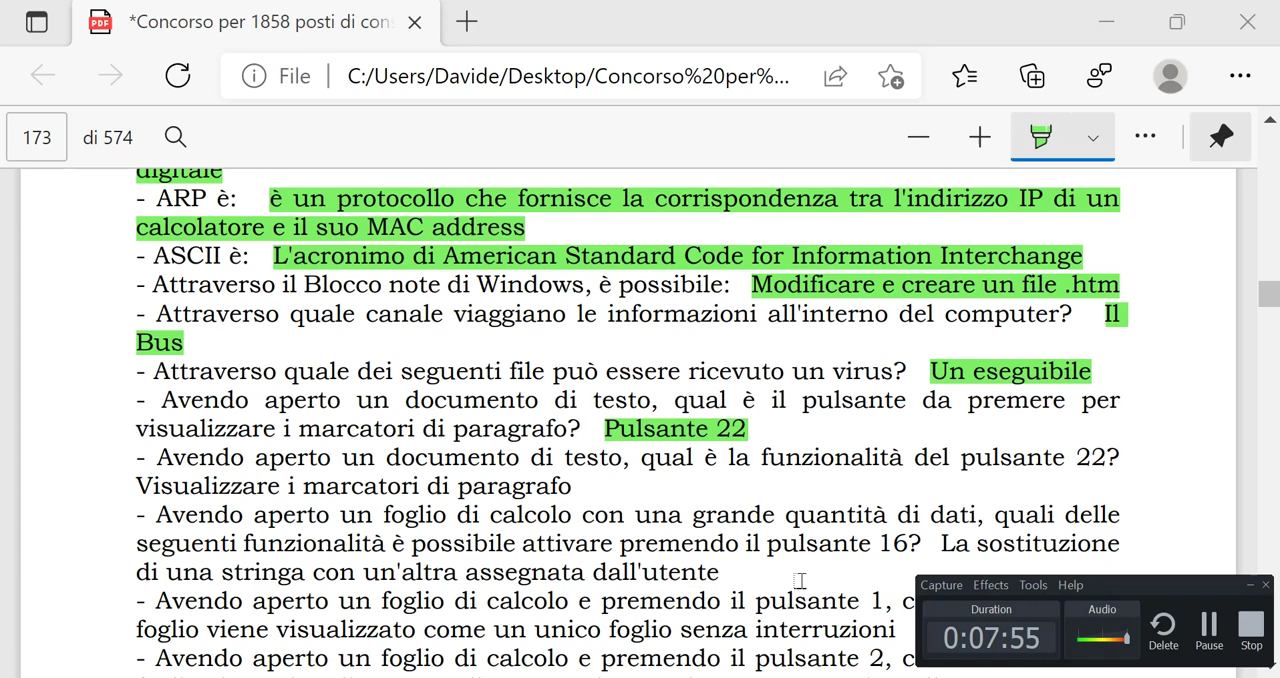 *Concorso per 1858 posti di con
File
C:/Users/Davide/Desktop/Concorso%20per%...
173 di 574
digitale
- ARP è: è un protocollo che fornisce la corrispondenza tra l'indirizzo IP di un
calcolatore e il suo MAC address
- ASCII è: L'acronimo di American Standard Code for Information Interchange
- Attraverso il Blocco note di Windows, è possibile: Modificare e creare un file .htm
- Attraverso quale canale viaggiano le informazioni all'interno del computer? Il
Bus
- Attraverso quale dei seguenti file può essere ricevuto un virus? Un eseguibile
- Avendo aperto un documento di testo, qual è il pulsante da premere per
visualizzare i marcatori di paragrafo? Pulsante 22
- Avendo aperto un documento di testo, qual è la funzionalità del pulsante 22?
Visualizzare i marcatori di paragrafo
- Avendo aperto un foglio di calcolo con una grande quantità di dati, quali delle
seguenti funzionalità è possibile attivare premendo il pulsante 16? La sostituzione
di una stringa con un'altra assegnata dall'utente
- Avendo aperto un foglio di calcolo e premendo il pulsante 1, c
foglio viene visualizzato come un unico foglio senza interruzioni
- Avendo aperto un foglio di calcolo e premendo il pulsante 2, c
Capture Effects Tools Help
Duration
0:07:55
Audio
Delete
Pause
Stop
PDF